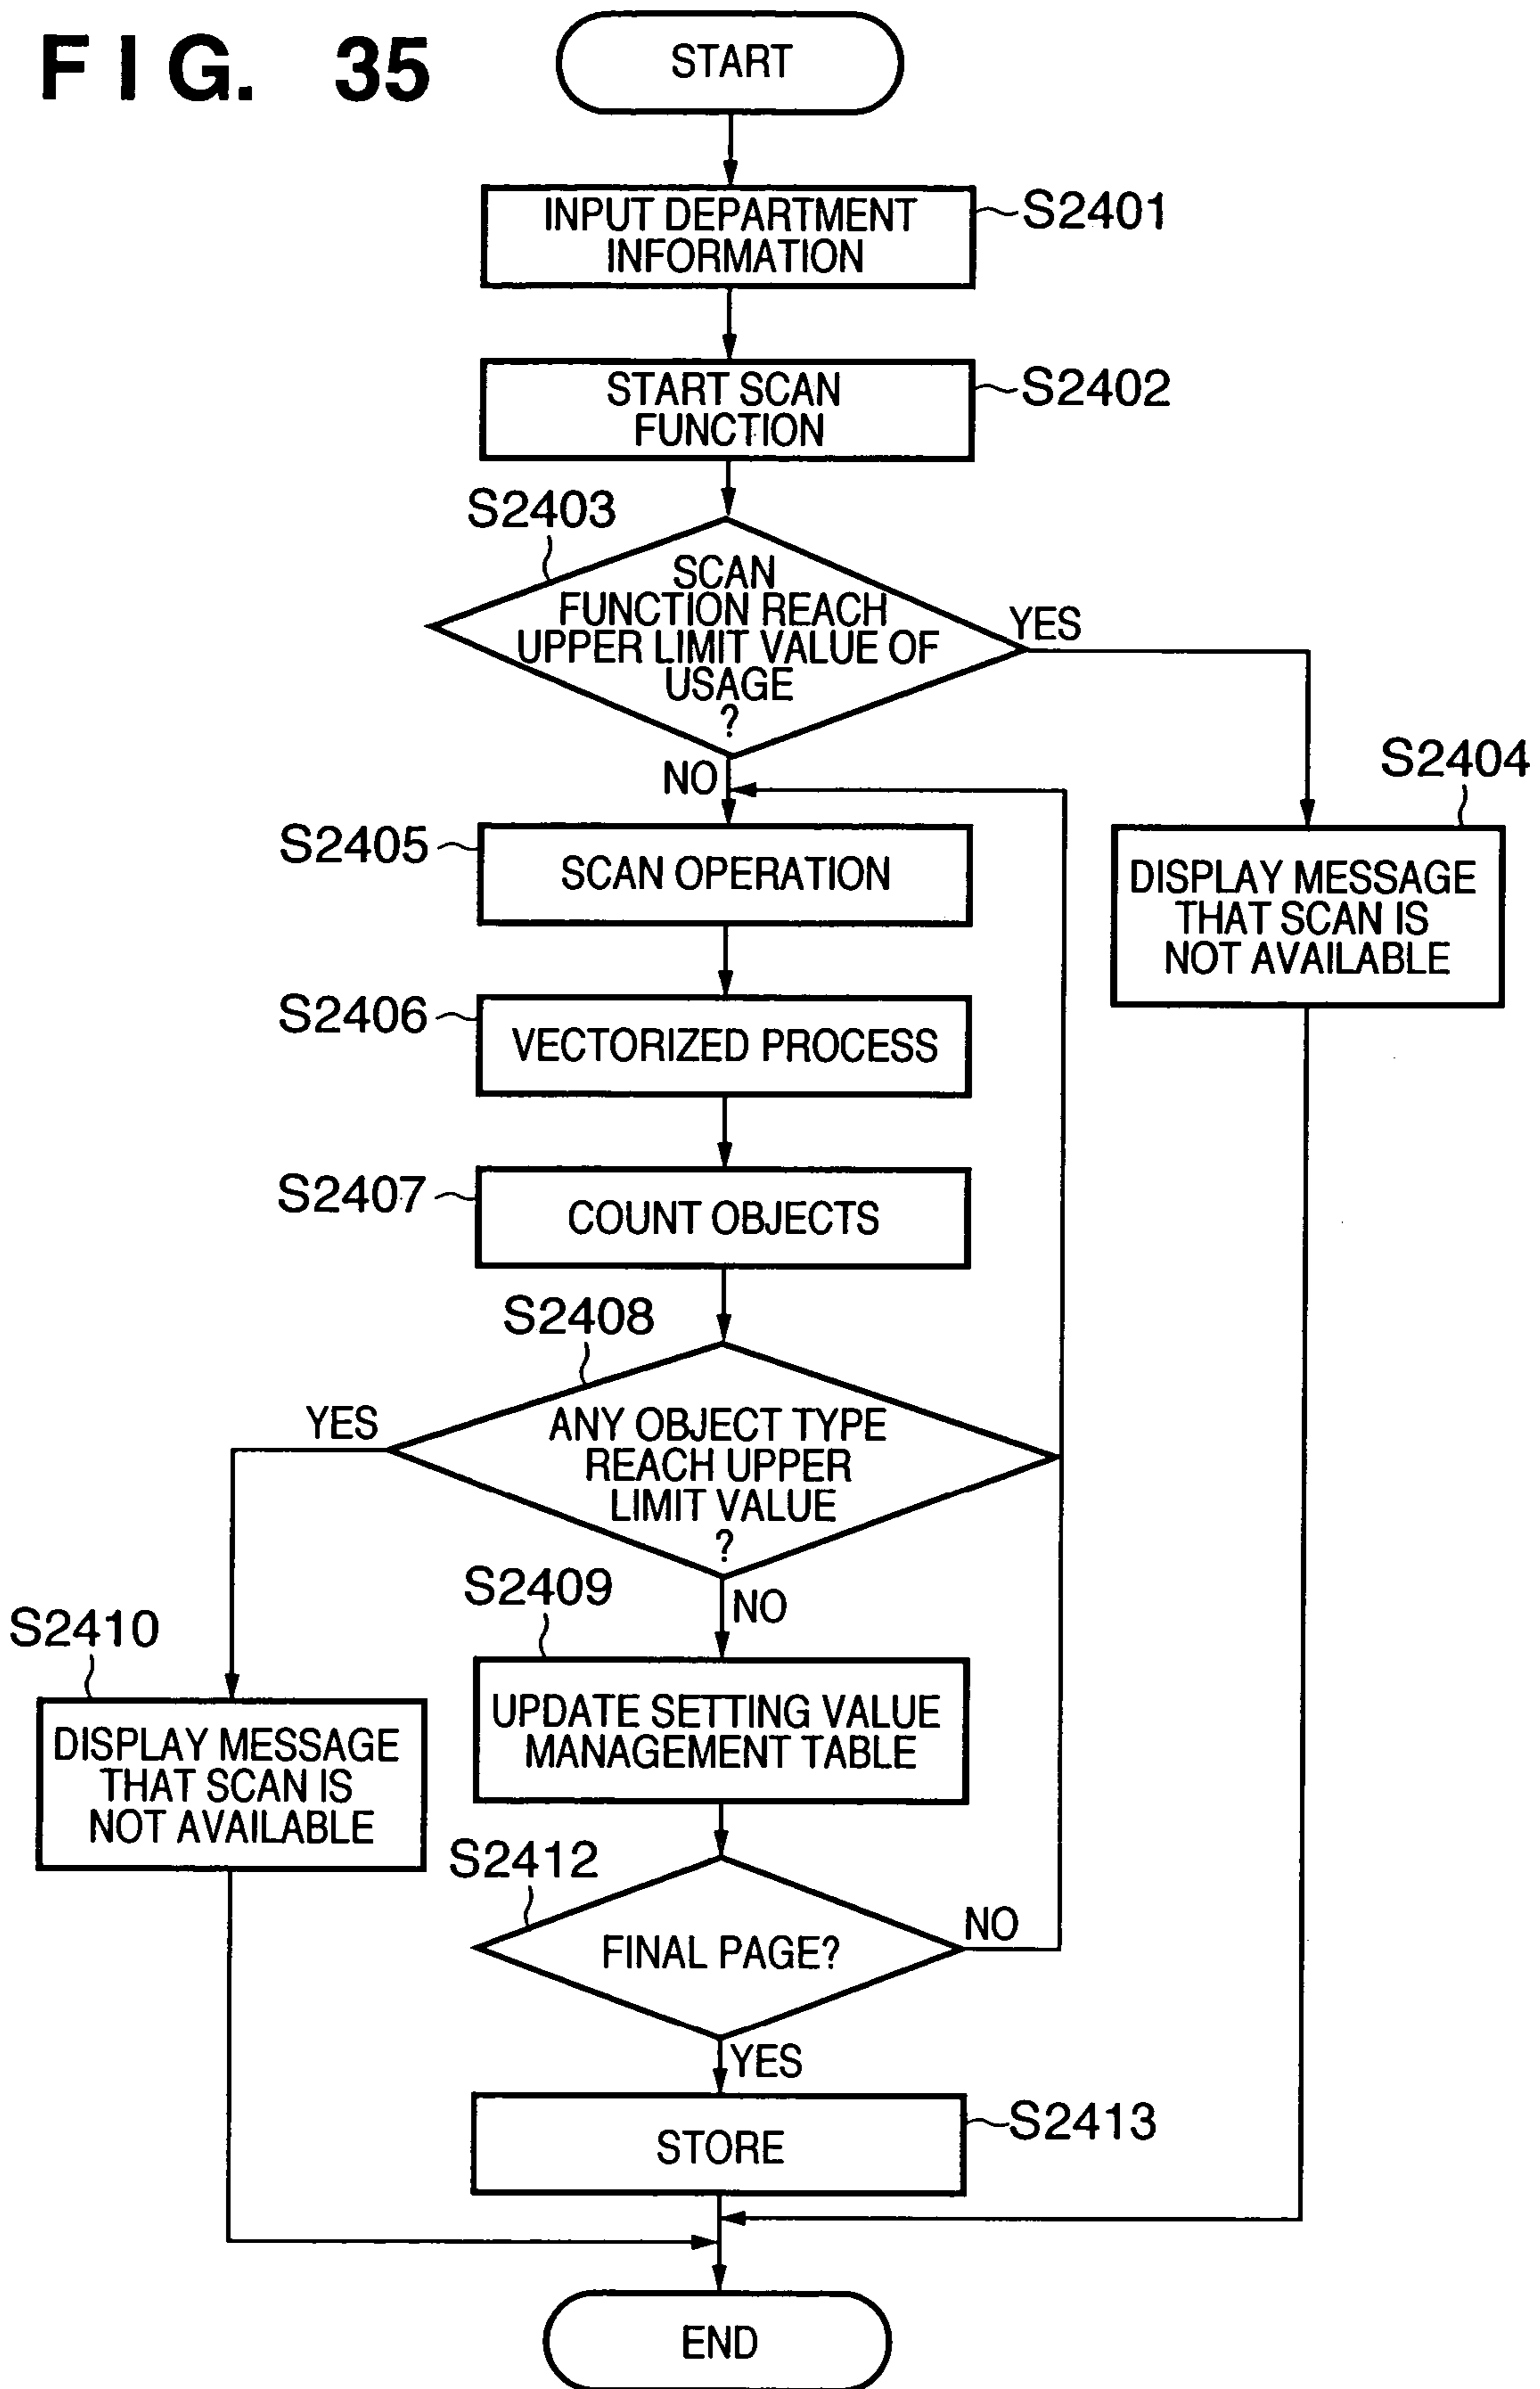 FIG. 35
START
INPUT DEPARTMENT
INFORMATION
S2401
START SCAN
FUNCTION
S2402
S2403
SCAN
FUNCTION REACH
UPPER LIMIT VALUE OF
USAGE
?
YES
NO
S2404
DISPLAY MESSAGE
THAT SCAN IS
NOT AVAILABLE
S2405
SCAN OPERATION
S2406
VECTORIZED PROCESS
S2407
COUNT OBJECTS
S2408
ANY OBJECT TYPE
REACH UPPER
LIMIT VALUE
?
YES
NO
S2409
UPDATE SETTING VALUE
MANAGEMENT TABLE
S2410
DISPLAY MESSAGE
THAT SCAN IS
NOT AVAILABLE
S2412
FINAL PAGE?
NO
YES
STORE
S2413
END